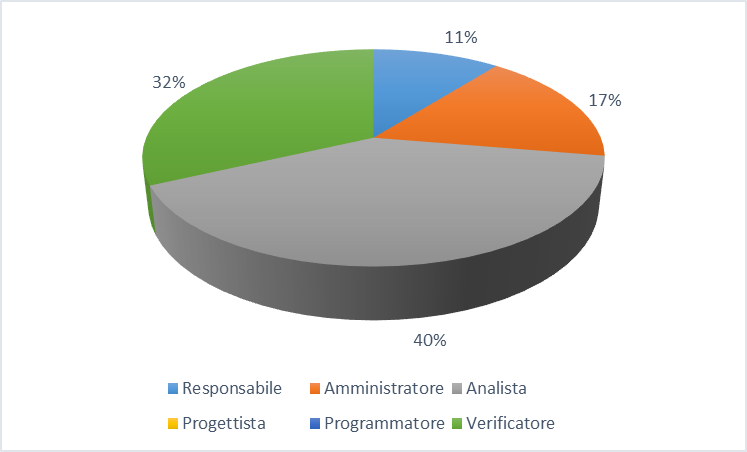 11%
17%
32%
40%
Responsabile Amministratore Analista
Progettista Programmatore Verificatore